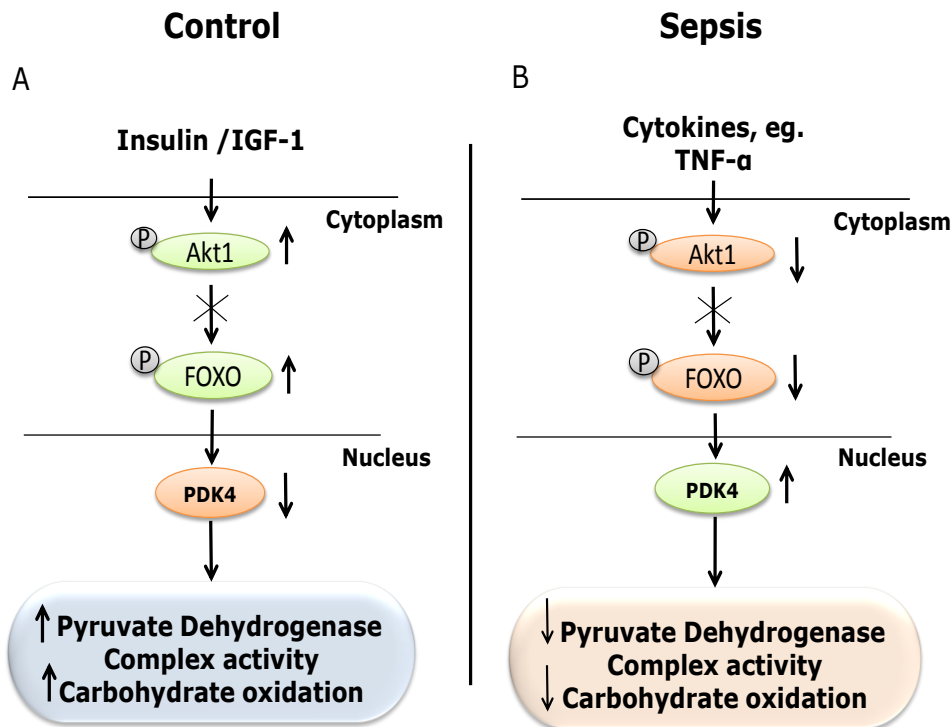 Control
A
Insulin /IGF-1
Cytoplasm
P
Akt1
P
FOXO
Nucleus
PDK4
Pyruvate Dehydrogenase
Complex activity
Carbohydrate oxidation
Sepsis
B
Cytokines, eg.
TNF-α
Cytoplasm
P
Akt1
P
FOXO
Nucleus
PDK4
Pyruvate Dehydrogenase
Complex activity
Carbohydrate oxidation